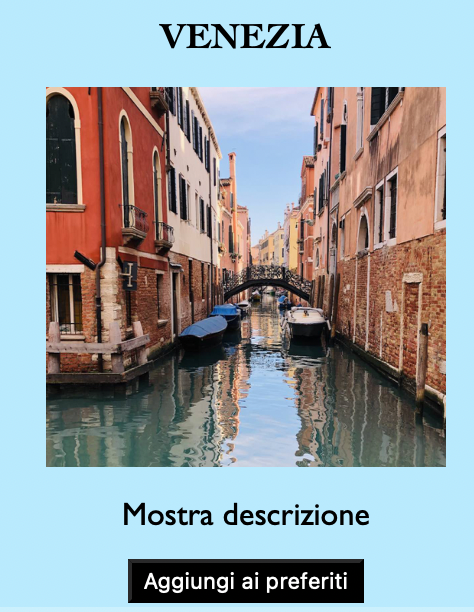 VENEZIA
Mostra descrizione
Aggiungi ai preferiti